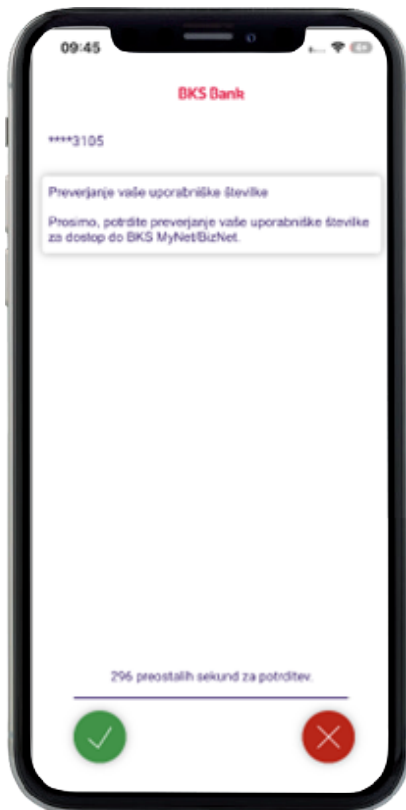 09:45
BKS Bank
****3105
Preverjanje vaše uporabniške številke
Prosimo, potrdite preverjanje vaše uporabniške številke
za dostop do BKS MyNet/BizNet.
296 preostalih sekund za potrditev.